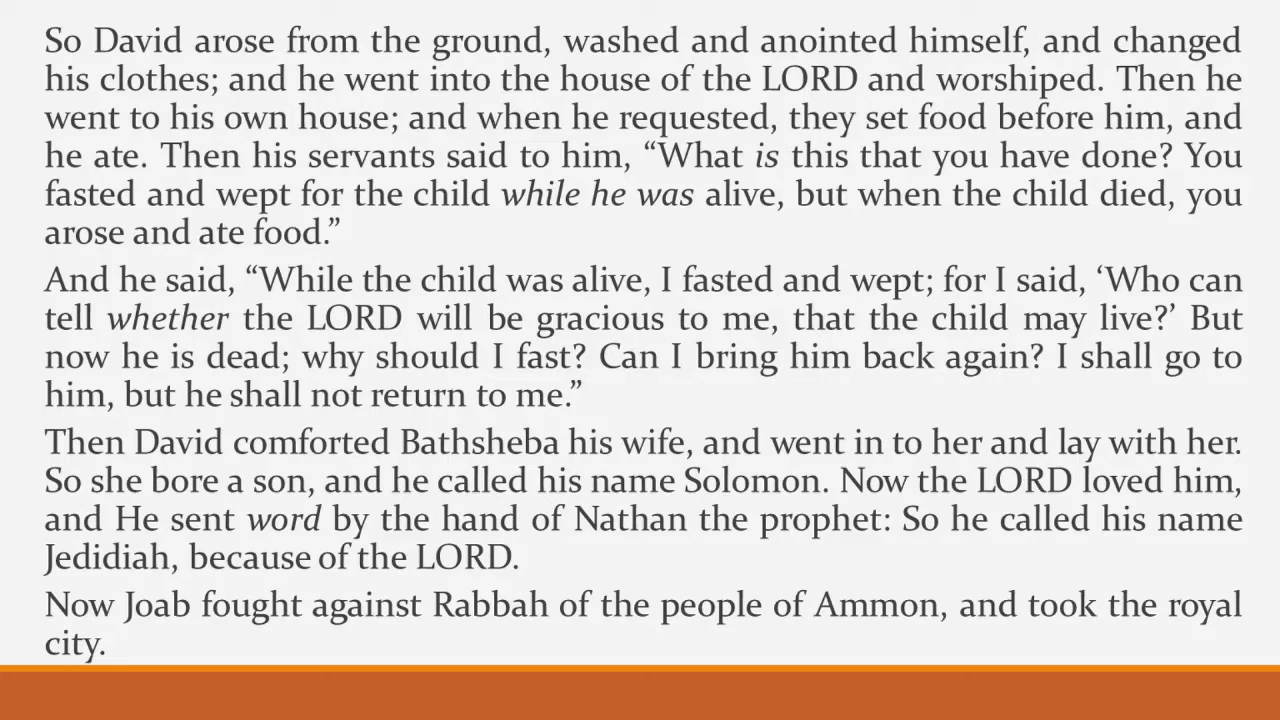 So David arose from the ground, washed and anointed himself, and changed
his clothes; and he went into the house of the LORD and worshiped. Then he
went to his own house; and when he requested, they set food before him, and
he ate. Then his servants said to him, “What is this that you have done? You
fasted and wept for the child while he was alive, but when the child died, you
arose and ate food.”
And he said, “While the child was alive, I fasted and wept; for I said, ‘Who can
tell whether the LORD will be gracious to me, that the child may live?’ But
now he is dead; why should I fast? Can I bring him back again? I shall go to
him, but he shall not return to me.”
Then David comforted Bathsheba his wife, and went in to her and lay with her.
So she bore a son, and he called his name Solomon. Now the LORD loved him,
and He sent word by the hand of Nathan the prophet: So he called his name
Jedidiah, because of the LORD.
Now Joab fought against Rabbah of the people of Ammon, and took the royal
city.